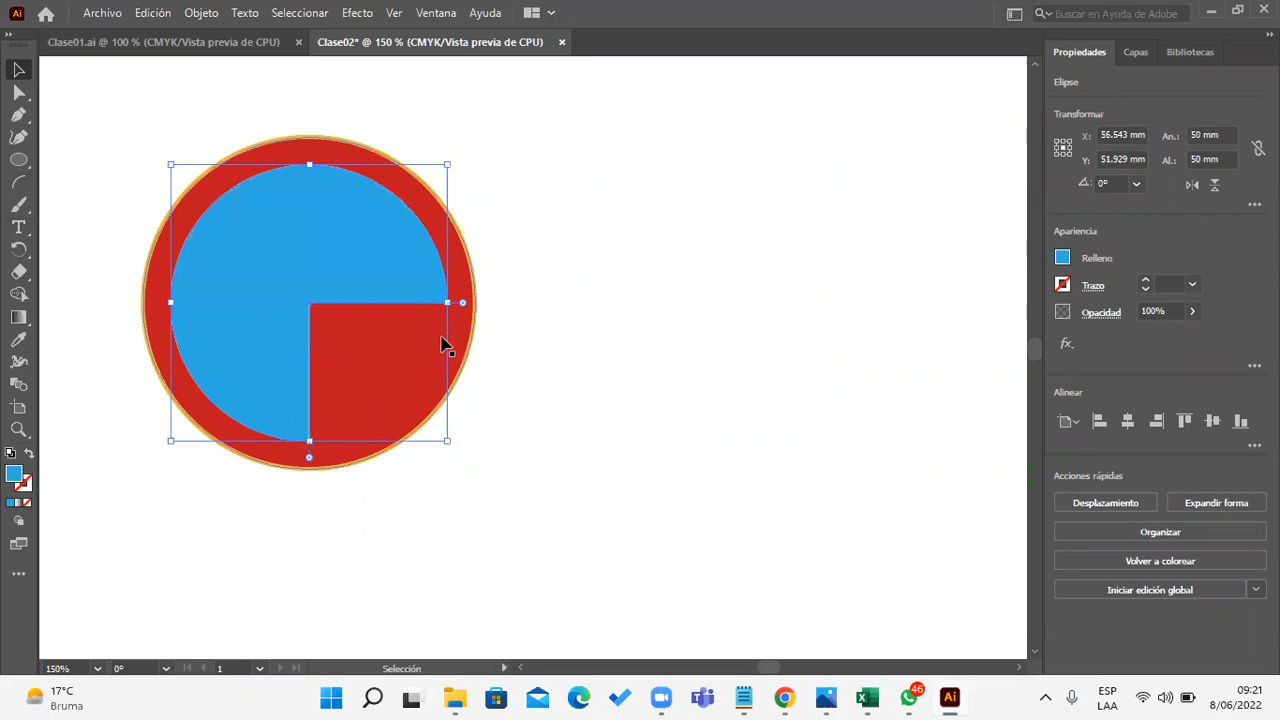 Ai Archivo Edición Objeto Texto Seleccionar Efecto Ver Ventana Ayuda Buscar en Ayuda de Adobe
Clase01.ai @ 100 % (CMYK/Vista previa de CPU) × Clase02* @ 150 % (CMYK/Vista previa de CPU) ×
Propiedades Capas Bibliotecas
Elipse
Transformar
X: 55.543 mm An.: 50 mm
Y: 51.929 mm Al.: 50 mm
0°
Apariencia
Relleno
Trazo
Opacidad 100%
fx.
Alinear
Acciones rápidas
Desplazamiento Expandir forma
Organizar
Volver a colorear
Iniciar edición global
150% 0° 1 Selección
17°C
Bruma
46
Ai
ESP
LAA
09:21
8/06/2022